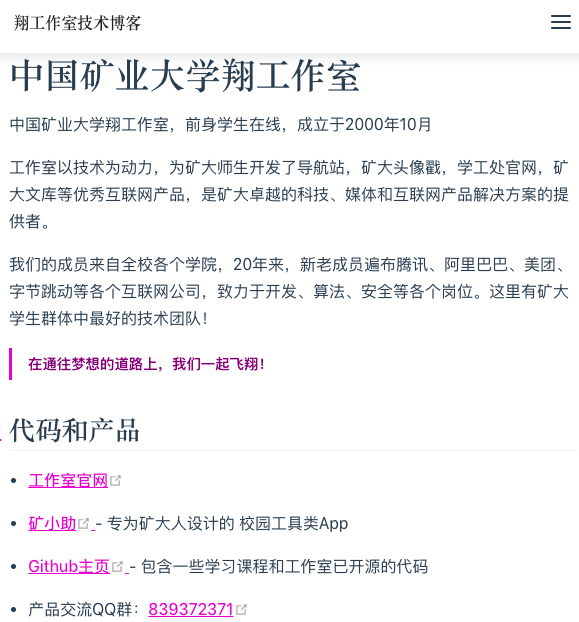 翔工作室技术博客
中国矿业大学翔工作室
中国矿业大学翔工作室，前身学生在线，成立于2000年10月
工作室以技术为动力，为矿大师生开发了导航站，矿大头像戳，学工处官网，矿
大文库等优秀互联网产品，是矿大卓越的科技、媒体和互联网产品解决方案的提
供者。
我们的成员来自全校各个学院，20年来，新老成员遍布腾讯、阿里巴巴、美团、
字节跳动等各个互联网公司，致力于开发、算法、安全等各个岗位。这里有矿大
学生群体中最好的技术团队！
在通往梦想的道路上，我们一起飞翔！
代码和产品
工作室官网
矿小助 - 专为矿大人设计的 校园工具类App
Github主页 - 包含一些学习课程和工作室已开源的代码
产品交流QQ群：839372371